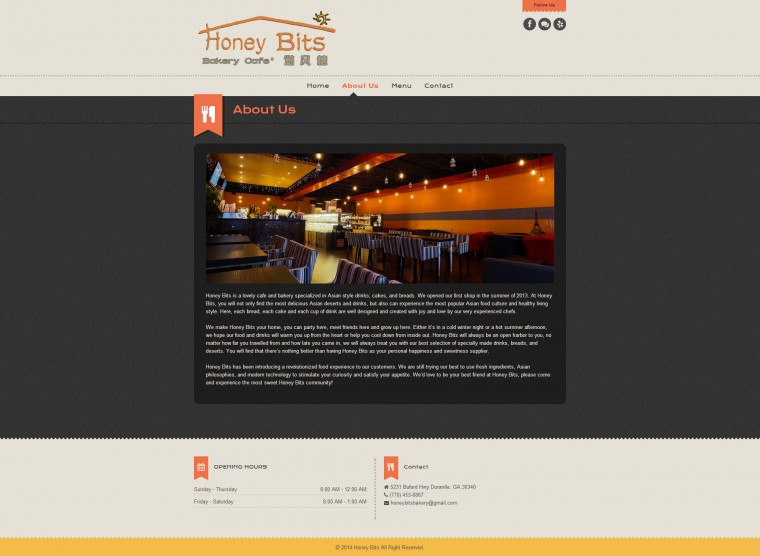 Follow Us
Honey Bits
Bakery Cafe
Home About Us Menu Contact
About Us
Honey Bits is a lovely cafe and bakery specialized in Asian style drinks, cakes, and breads. We opened our first shop in the summer of 2013. At Honey
Bits, you will not only find the most delicious Asian deserts and drinks, but also can experience the most popular Asian food culture and healthy living
style. Here, each bread, each cake and each cup of drink are well designed and created with joy and love by our very experienced chefs.
We make Honey Bits your home, you can party here, meet friends here and grow up here. Either it's in a cold winter night or a hot summer afternoon,
we hope our food and drinks will warm you up from the heart or help you cool down from inside out. Honey Bits will always be an open harbor to you, no
matter how far you travelled from and how late you came in, we will always treat you with our best selection of specially made drinks, breads, and
deserts. You will find that there's nothing better than having Honey Bits as your personal happiness and sweetness supplier.
Honey Bits has been introducing a revolutionized food experience to our customers. We are still trying our best to use fresh ingredients, Asian
philosophies, and modern technology to stimulate your curiosity and satisfy your appetite. We'd love to be your best friend at Honey Bits, please come
and experience the most sweet Honey Bits community!
OPENING HOURS
Sunday - Thursday 8:00 AM - 12:00 AM
Friday - Saturday 8:00 AM - 1:00 AM
Contact
5231 Buford Hwy Doraville, GA 30340
(770) 455-8887
honeybitsbakery@gmail.com
© 2014 Honey Bits All Right Reserved.